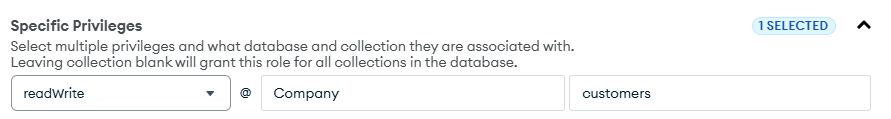 Specific Privileges 1 SELECTED
Select multiple privileges and what database and collection they are associated with.
Leaving collection blank will grant this role for all collections in the database.
readWrite @ Company customers